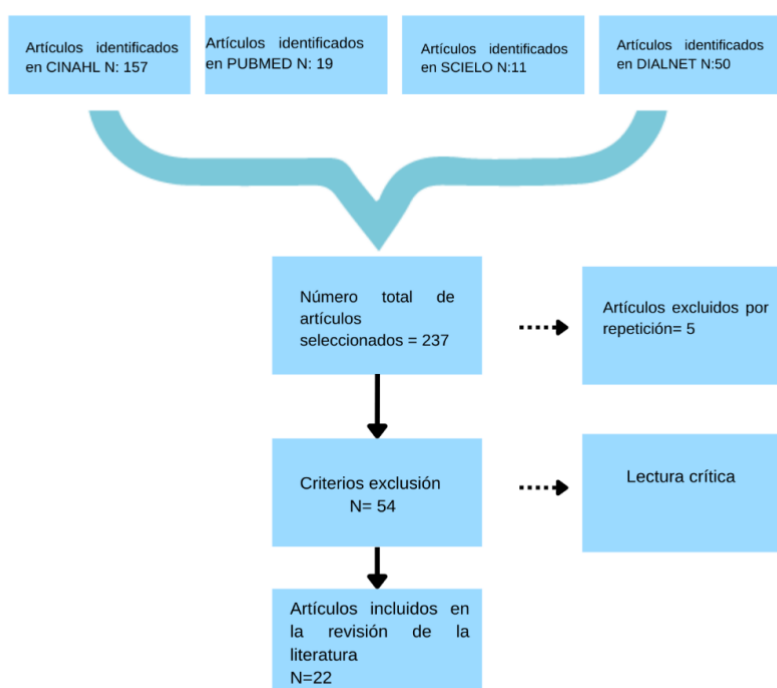 Artículos identificados
en CINAHL N: 157
Artículos identificados
en PUBMED N: 19
Artículos identificados
en SCIELO N:11
Artículos identificados
en DIALNET N:50
Número total de
artículos
seleccionados = 237
Artículos excluidos por
repetición= 5
Criterios exclusión
N= 54
Lectura crítica
Artículos incluidos en
la revisión de la
literatura
N=22